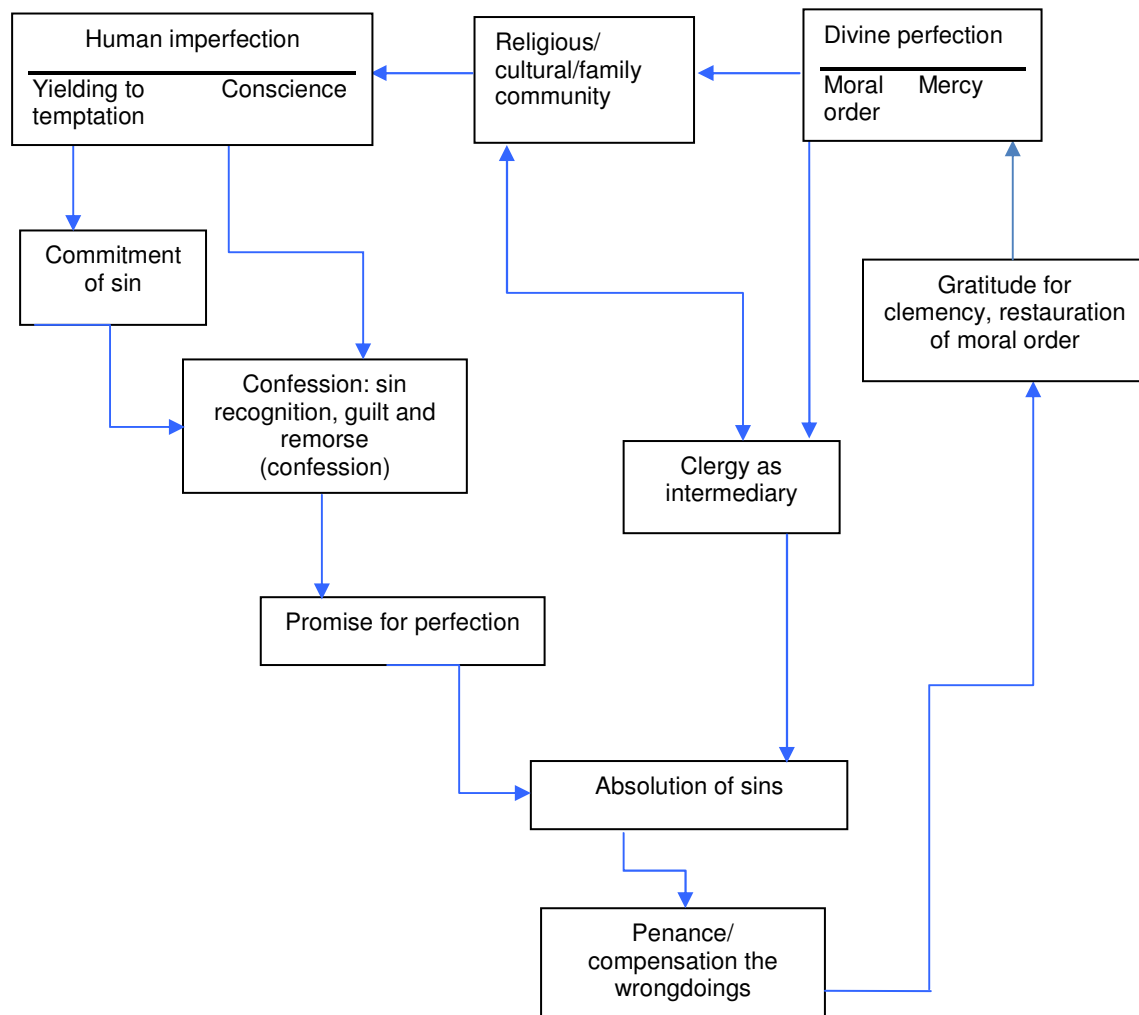 Human imperfection
Yielding to
temptation
Conscience
Religious/
cultural/family
community
Divine perfection
Moral
order
Mercy
Commitment
of sin
Gratitude for
clemency, restauration
of moral order
Confession: sin
recognition, guilt and
remorse
(confession)
Clergy as
intermediary
Promise for perfection
Absolution of sins
Penance/
compensation the
wrongdoings